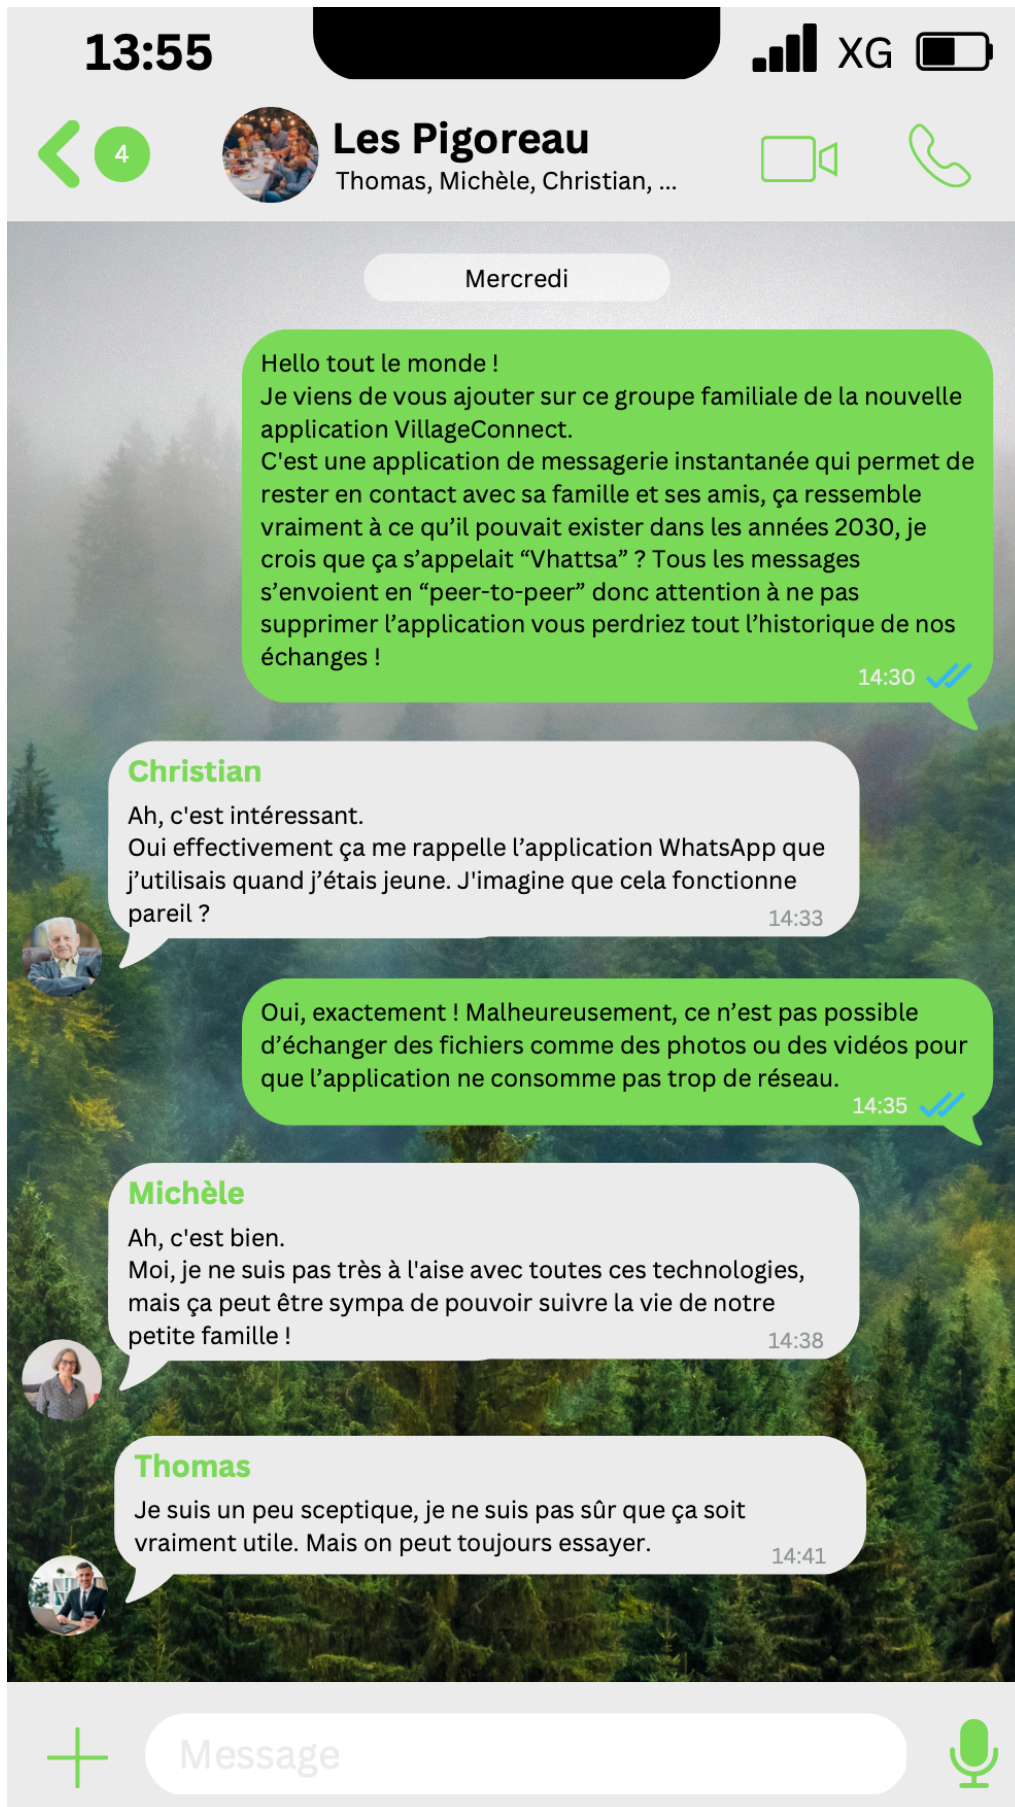 13:55
XG
4
Les Pigoreau
Thomas, Michèle, Christian, ...
Mercredi
Hello tout le monde !
Je viens de vous ajouter sur ce groupe familiale de la nouvelle
application VillageConnect.
C'est une application de messagerie instantanée qui permet de
rester en contact avec sa famille et ses amis, ça ressemble
vraiment à ce qu’il pouvait exister dans les années 2030, je
crois que ça s’appelait “Vhattsa” ? Tous les messages
s’envoient en “peer-to-peer” donc attention à ne pas
supprimer l’application vous perdriez tout l’historique de nos
échanges !
14:30
Christian
Ah, c'est intéressant.
Oui effectivement ça me rappelle l’application WhatsApp que
j’utilisais quand j’étais jeune. J'imagine que cela fonctionne
pareil ?
14:33
Oui, exactement ! Malheureusement, ce n’est pas possible
d’échanger des fichiers comme des photos ou des vidéos pour
que l’application ne consomme pas trop de réseau.
14:35
Michèle
Ah, c'est bien.
Moi, je ne suis pas très à l'aise avec toutes ces technologies,
mais ça peut être sympa de pouvoir suivre la vie de notre
petite famille !
14:38
Thomas
Je suis un peu sceptique, je ne suis pas sûr que ça soit
vraiment utile. Mais on peut toujours essayer.
14:41
Message